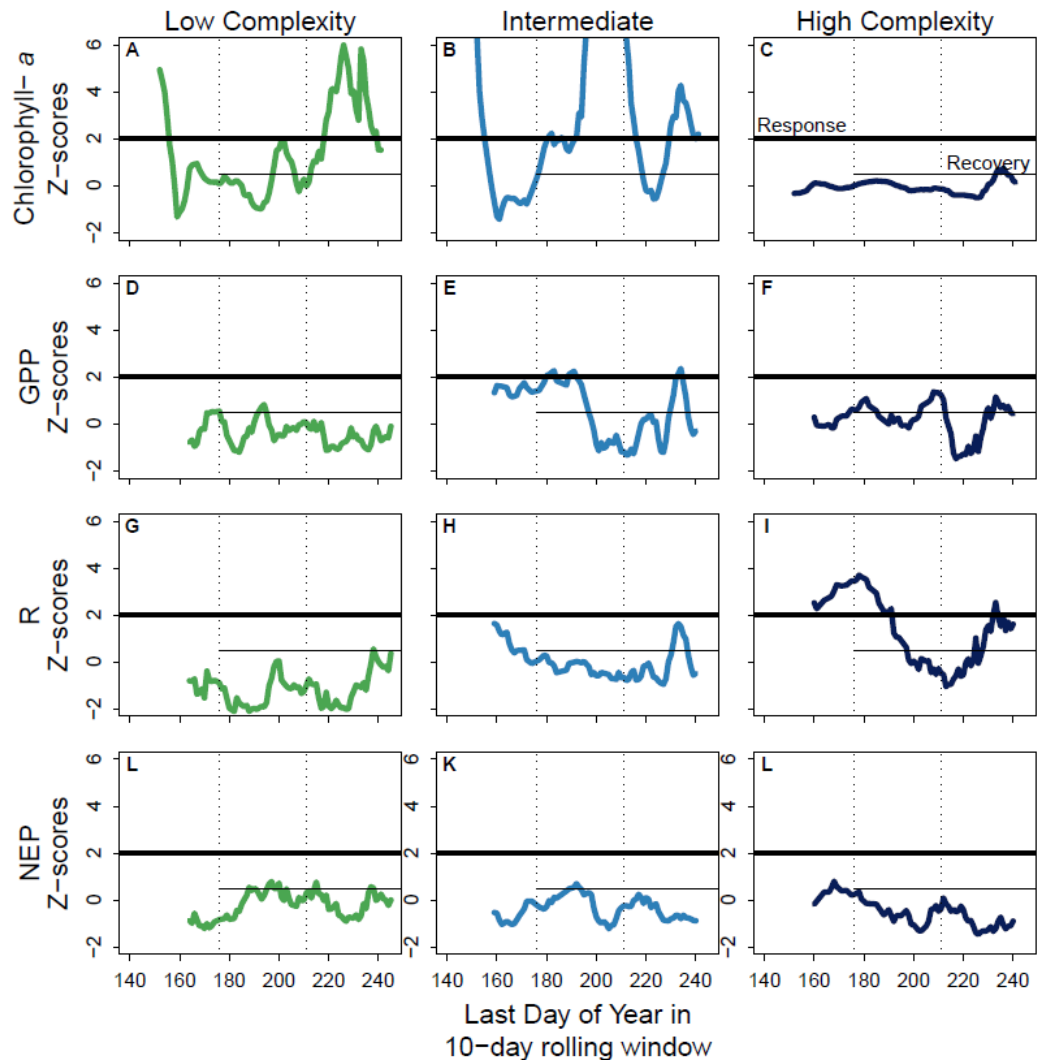 Low Complexity Intermediate High Complexity
A B C
Chlorophyll- a
Z-scores
6
4
2
0
-2
Response
Recovery
D E F
GPP
Z-scores
6
4
2
0
-2
G H I
R
Z-scores
6
4
2
0
-2
L K L
NEP
Z-scores
6 6 6
4 4 4
2 2 2
0 0 0
-2 -2 -2
140 160 180 200 220 240 140 160 180 200 220 240 140 160 180 200 220 240
Last Day of Year in
10-day rolling window